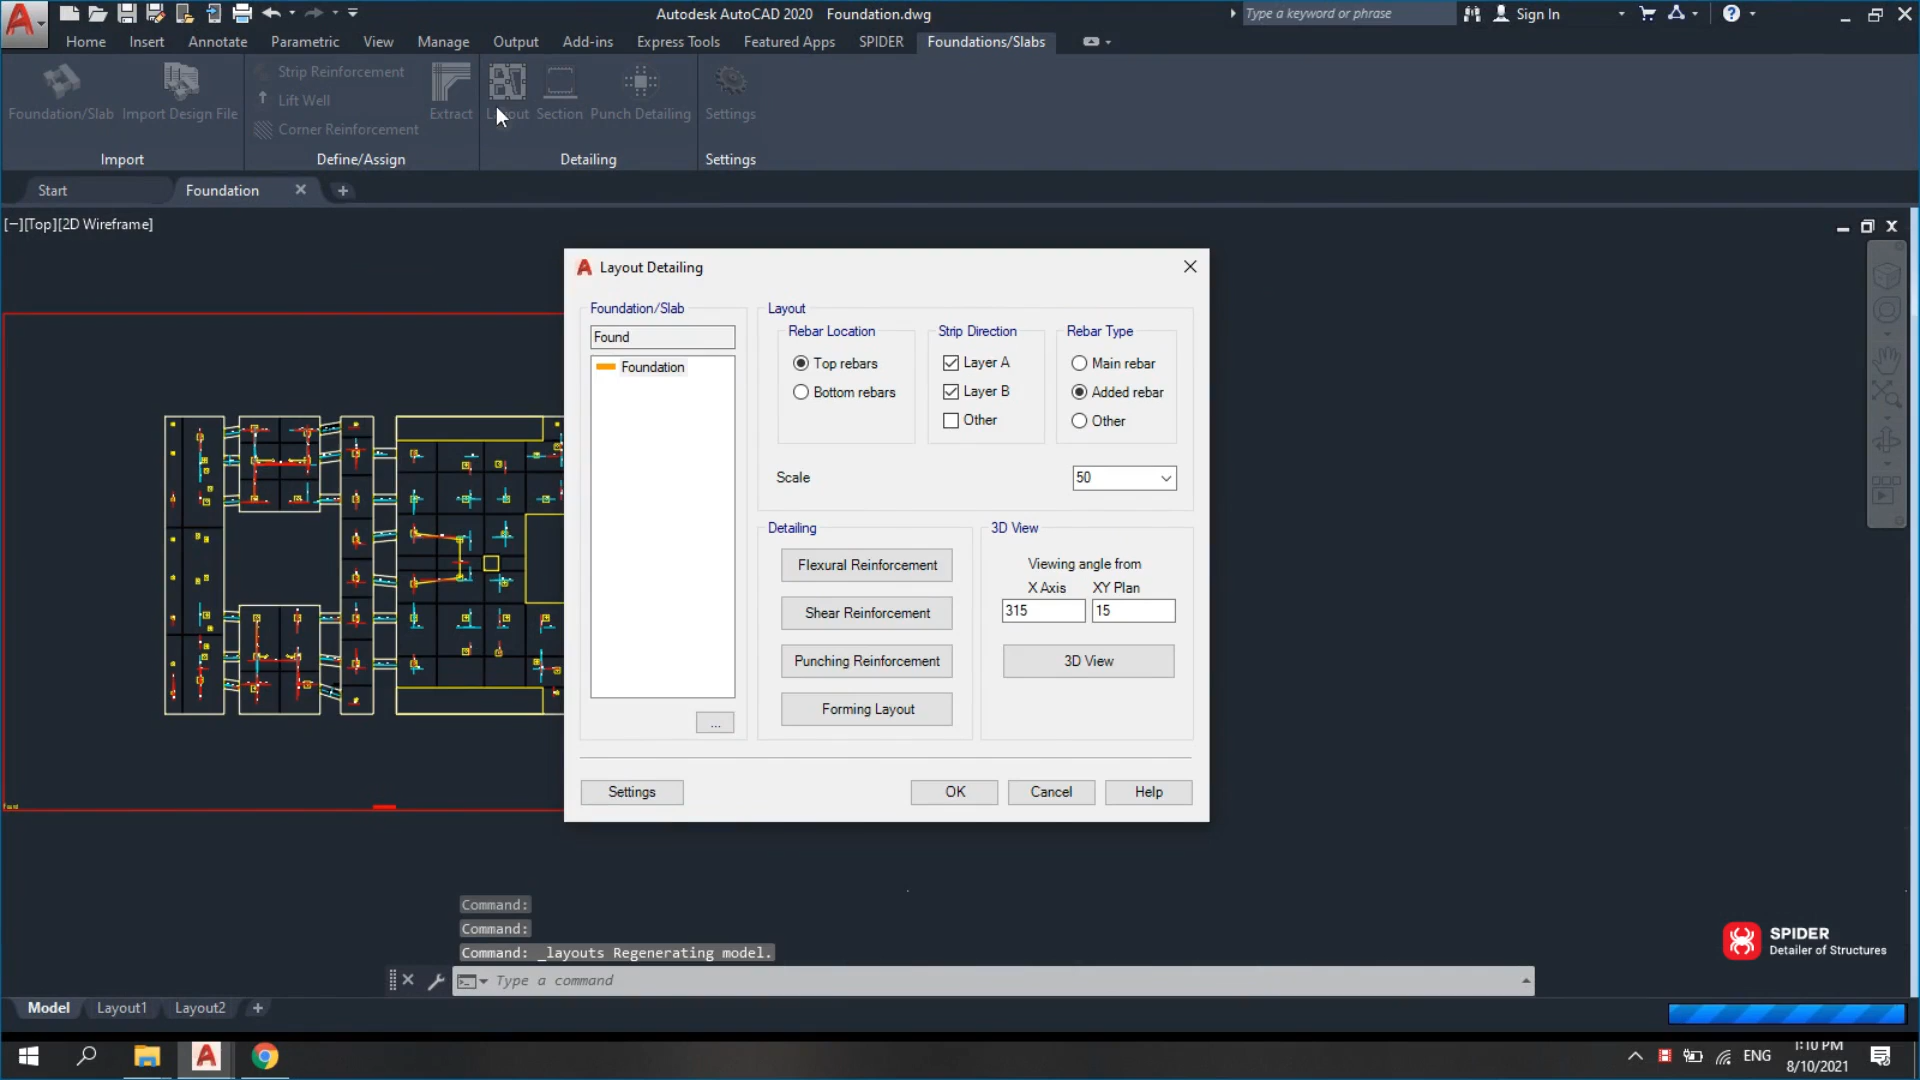 Autodesk AutoCAD 2020 Foundation.dwg
Type a keyword or phrase
Sign In
Home Insert Annotate Parametric View Manage Output Add-ins Express Tools Featured Apps SPIDER Foundations/Slabs
Strip Reinforcement
Lift Well
Corner Reinforcement
Foundation/Slab Import Design File Extract Layout Section Punch Detailing Settings
Import Define/Assign Detailing Settings
Start Foundation
[−][Top][2D Wireframe]
Layout Detailing
Foundation/Slab
Found
Foundation
...
Layout
Rebar Location
Top rebars
Bottom rebars
Strip Direction
Layer A
Layer B
Other
Rebar Type
Main rebar
Added rebar
Other
Scale
50
Detailing
Flexural Reinforcement
Shear Reinforcement
Punching Reinforcement
Forming Layout
3D View
Viewing angle from
X Axis XY Plan
315 15
3D View
Settings OK Cancel Help
Command:
Command:
Command: _layouts Regenerating model.
Type a command
SPIDER
Detailer of Structures
Model Layout1 Layout2
ENG
1:10 PM
8/10/2021